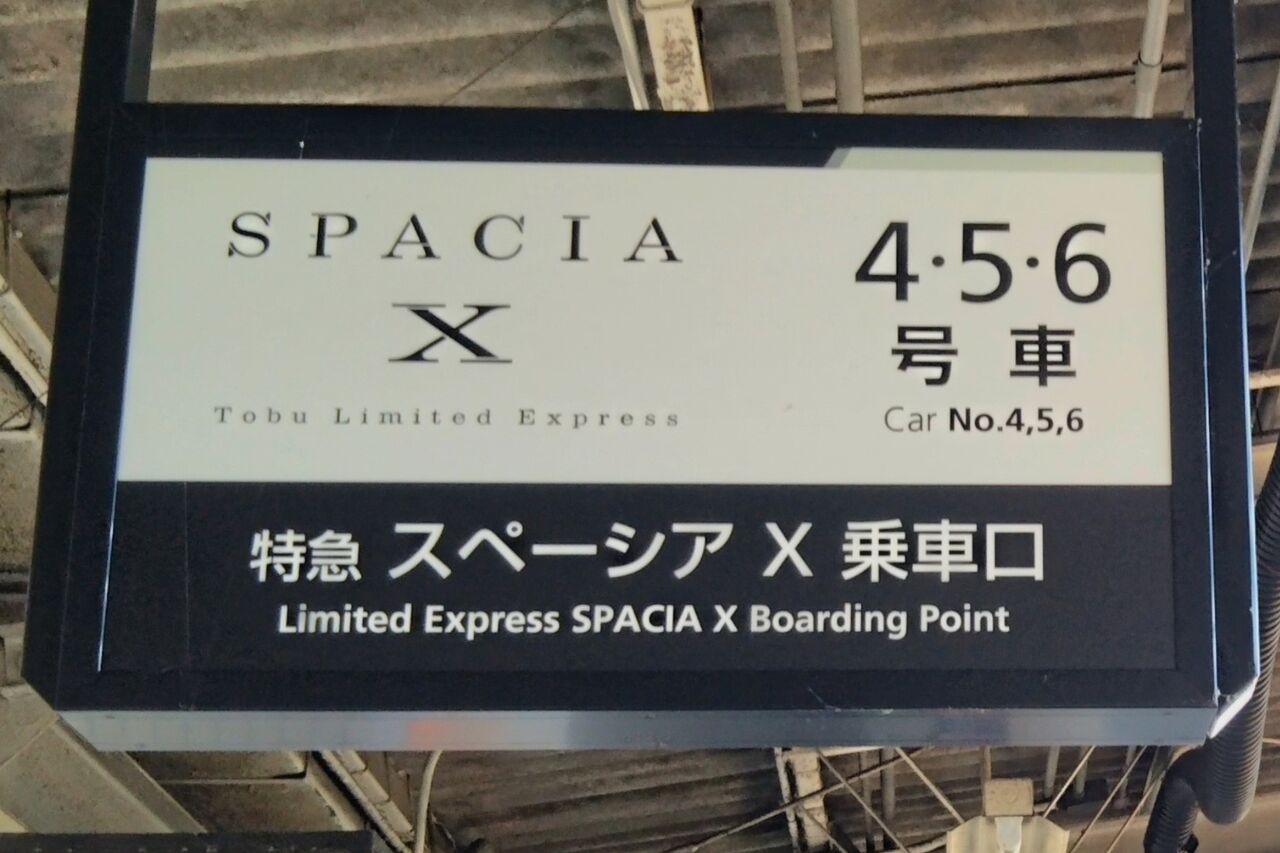 SPACIA
X
Tobu Limited Express
4・5・6
号車
Car No.4,5,6
特急 スペーシア X 乗車口
Limited Express SPACIA X Boarding Point